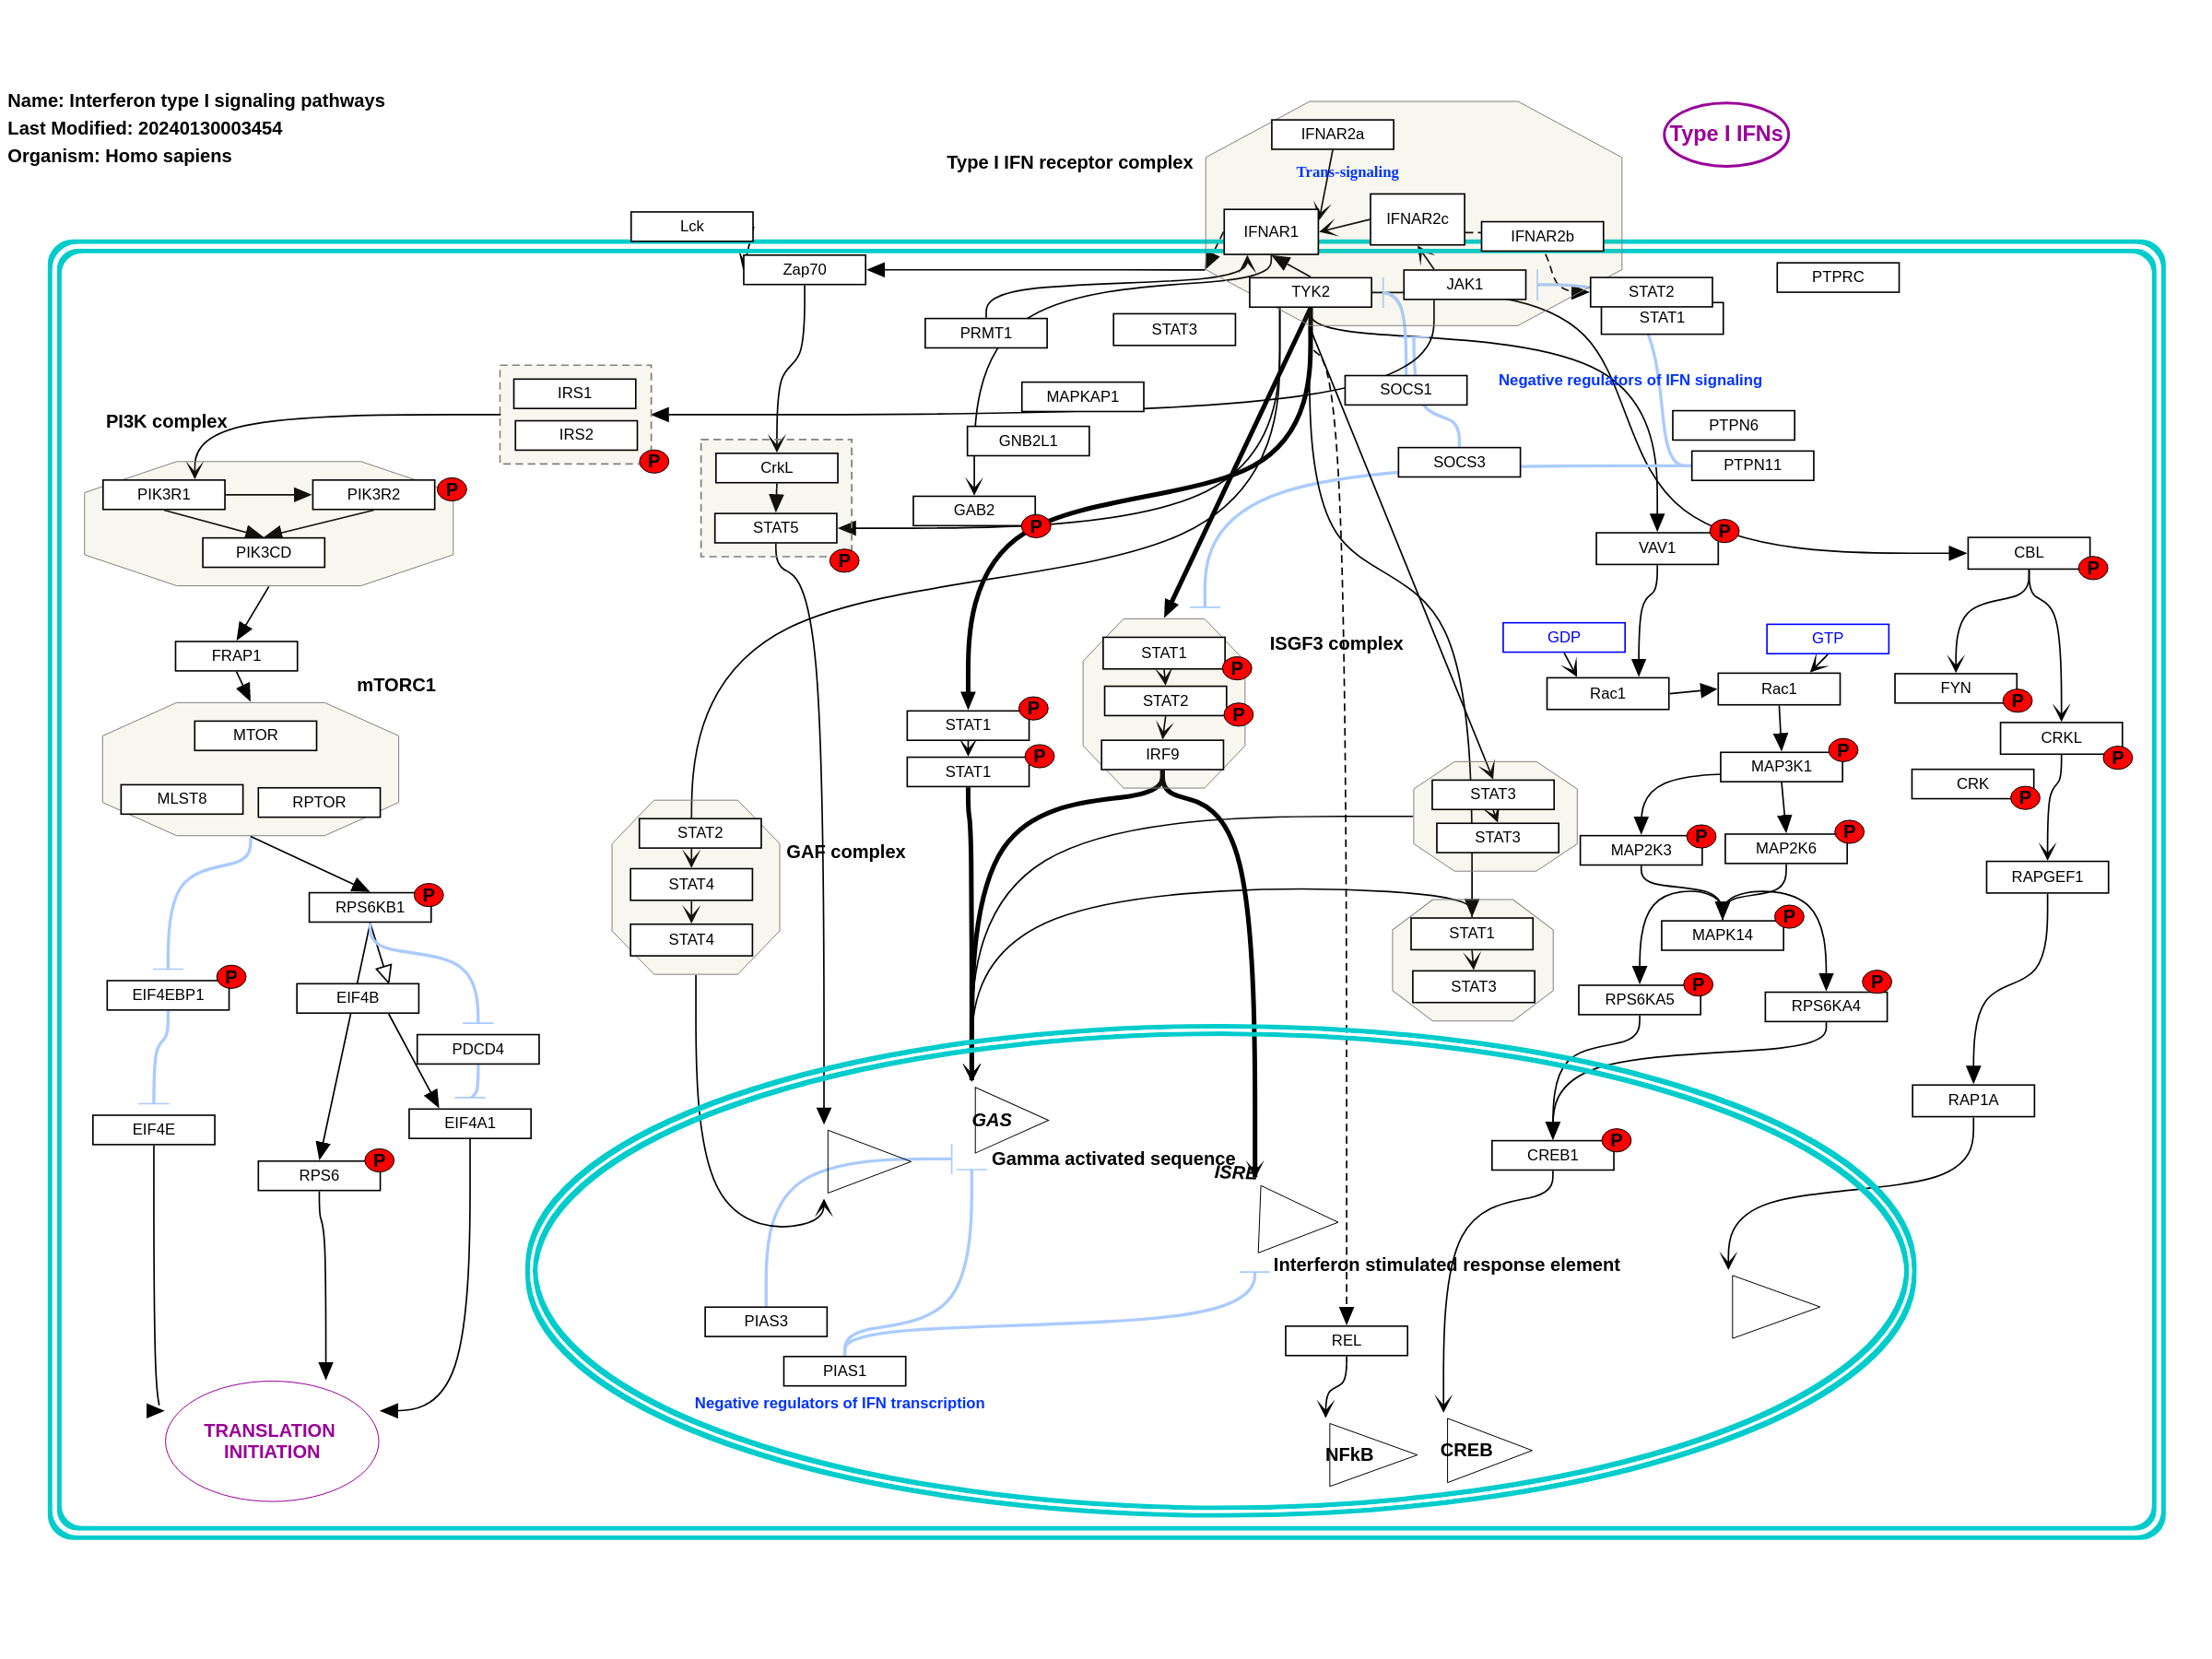 Name: Interferon type I signaling pathways
Last Modified: 20240130003454
Organism: Homo sapiens
Type I IFNs
IFNAR2a
Type I IFN receptor complex
Trans-signaling
Lck
IFNAR1
IFNAR2c
IFNAR2b
Zap70
TYK2
JAK1
STAT2
PTPRC
STAT1
PRMT1
STAT3
Negative regulators of IFN signaling
IRS1
IRS2
P
MAPKAP1
SOCS1
PTPN6
PI3K complex
GNB2L1
SOCS3
PTPN11
CrkL
STAT5
P
PIK3R1
PIK3R2
P
PIK3CD
GAB2
P
VAV1
P
CBL
P
FRAP1
mTORC1
STAT1
P
STAT2
P
IRF9
ISGF3 complex
GDP
GTP
Rac1
Rac1
FYN
P
MTOR
MLST8
RPTOR
STAT1
P
STAT1
P
CRKL
P
CRK
P
MAP3K1
P
STAT3
STAT3
STAT2
STAT4
STAT4
GAF complex
MAP2K3
P
MAP2K6
P
RAPGEF1
RPS6KB1
P
MAPK14
P
STAT1
STAT3
EIF4EBP1
P
EIF4B
RPS6KA5
P
RPS6KA4
P
PDCD4
RAP1A
EIF4E
EIF4A1
GAS
Gamma activated sequence
ISRE
CREB1
P
RPS6
P
Interferon stimulated response element
PIAS3
REL
PIAS1
Negative regulators of IFN transcription
TRANSLATION
INITIATION
NFkB
CREB